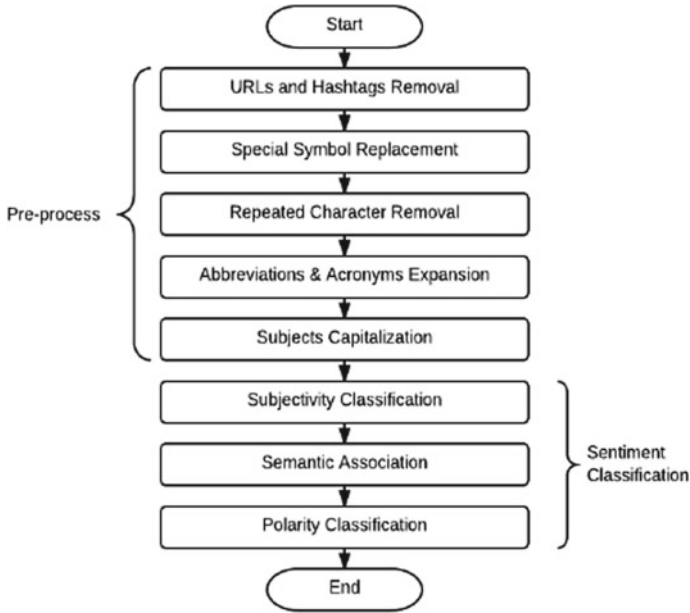 Start
URLs and Hashtags Removal
Special Symbol Replacement
Pre-process
Repeated Character Removal
Abbreviations & Acronyms Expansion
Subjects Capitalization
Subjectivity Classification
Semantic Association
Sentiment
Classification
Polarity Classification
End